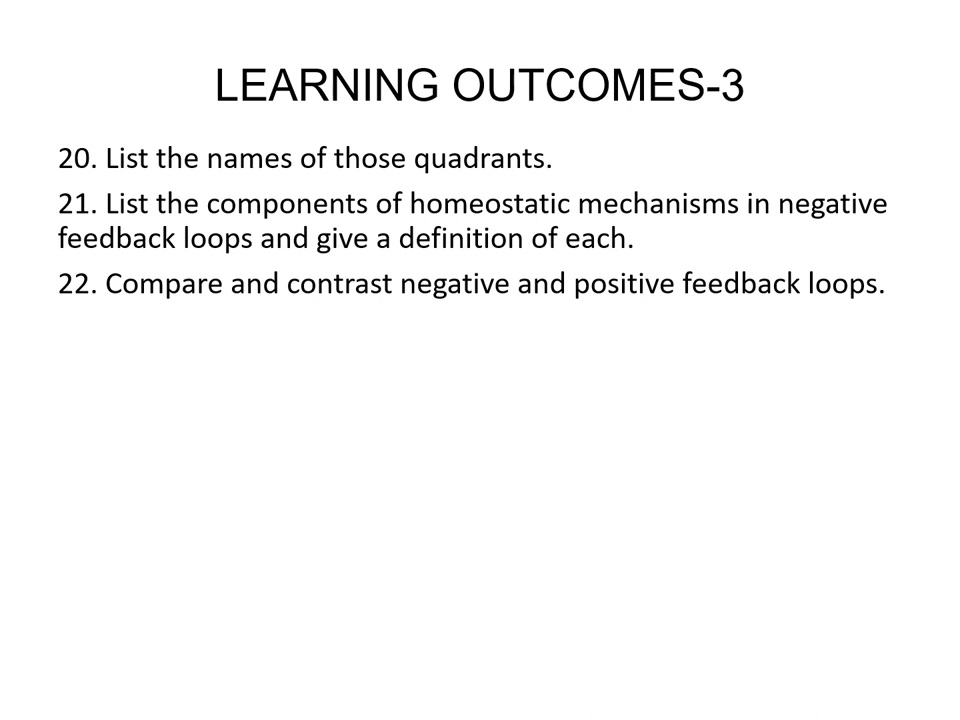 LEARNING OUTCOMES-3
20. List the names of those quadrants.
21. List the components of homeostatic mechanisms in negative
feedback loops and give a definition of each.
22. Compare and contrast negative and positive feedback loops.